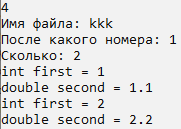 4
Имя файла: kkk
После какого номера: 1
Сколько: 2
int first = 1
double second = 1.1
int first = 2
double second = 2.2